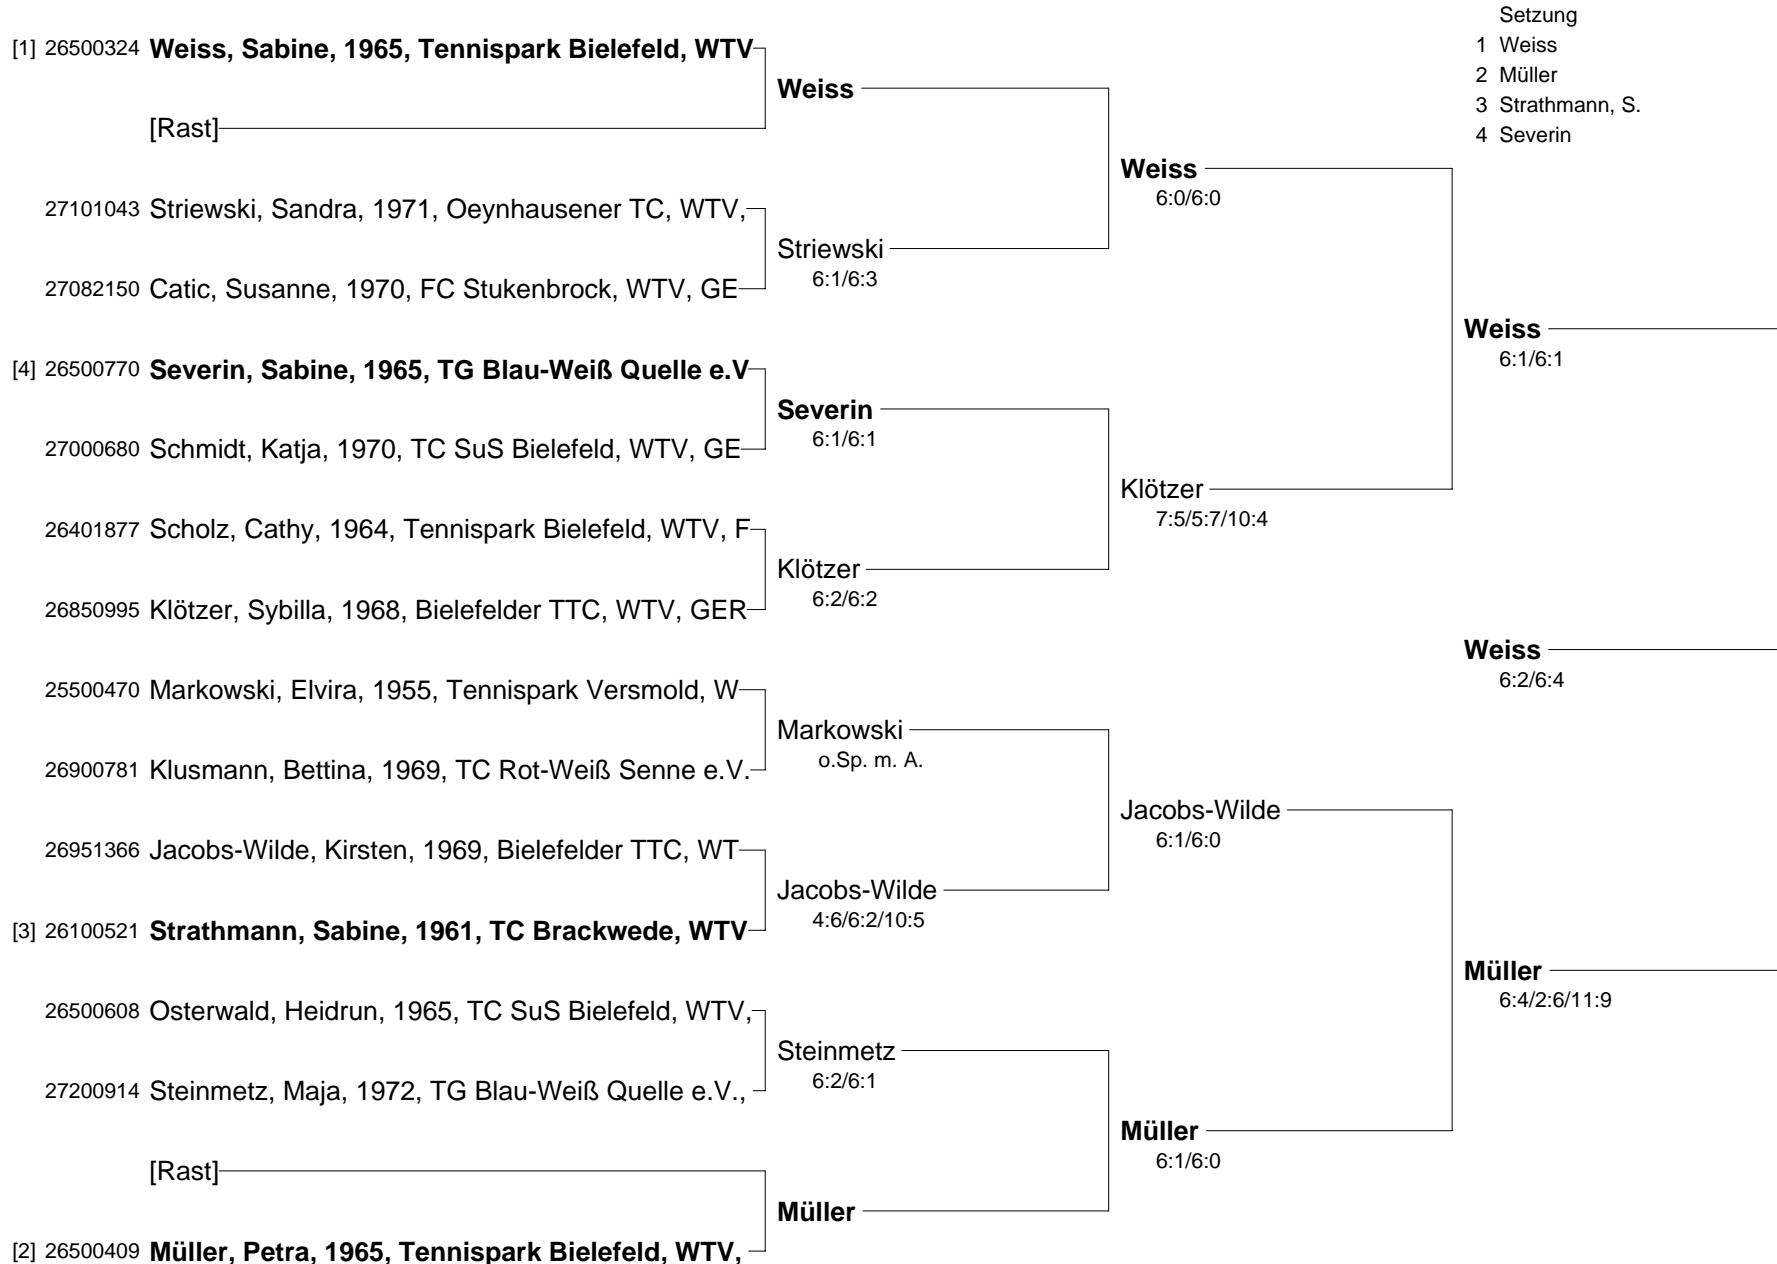 Setzung
1 Weiss
2 Müller
3 Strathmann, S.
4 Severin
[1] 26500324 Weiss, Sabine, 1965, Tennispark Bielefeld, WTV
[Rast]
27101043 Striewski, Sandra, 1971, Oeynhausener TC, WTV,
27082150 Catic, Susanne, 1970, FC Stukenbrock, WTV, GE
[4] 26500770 Severin, Sabine, 1965, TG Blau-Weiß Quelle e.V
27000680 Schmidt, Katja, 1970, TC SuS Bielefeld, WTV, GE
26401877 Scholz, Cathy, 1964, Tennispark Bielefeld, WTV, F
26850995 Klötzer, Sybilla, 1968, Bielefelder TTC, WTV, GER
25500470 Markowski, Elvira, 1955, Tennispark Versmold, W
26900781 Klusmann, Bettina, 1969, TC Rot-Weiß Senne e.V.
26951366 Jacobs-Wilde, Kirsten, 1969, Bielefelder TTC, WT
[3] 26100521 Strathmann, Sabine, 1961, TC Brackwede, WTV
26500608 Osterwald, Heidrun, 1965, TC SuS Bielefeld, WTV,
27200914 Steinmetz, Maja, 1972, TG Blau-Weiß Quelle e.V.,
[Rast]
[2] 26500409 Müller, Petra, 1965, Tennispark Bielefeld, WTV,
Weiss
Striewski
6:1/6:3
Severin
6:1/6:1
Klötzer
6:2/6:2
Markowski
o.Sp. m. A.
Jacobs-Wilde
4:6/6:2/10:5
Steinmetz
6:2/6:1
Müller
Weiss
6:0/6:0
Klötzer
7:5/5:7/10:4
Jacobs-Wilde
6:1/6:0
Müller
6:1/6:0
Weiss
6:1/6:1
Weiss
6:2/6:4
Müller
6:4/2:6/11:9